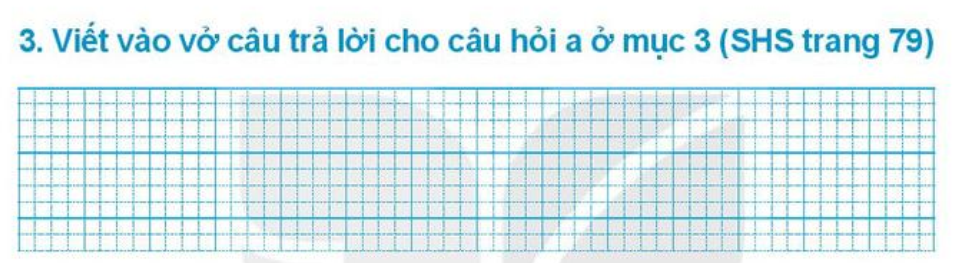 3. Viết vào vở câu trả lời cho câu hỏi a ở mục 3 (SHS trang 79)